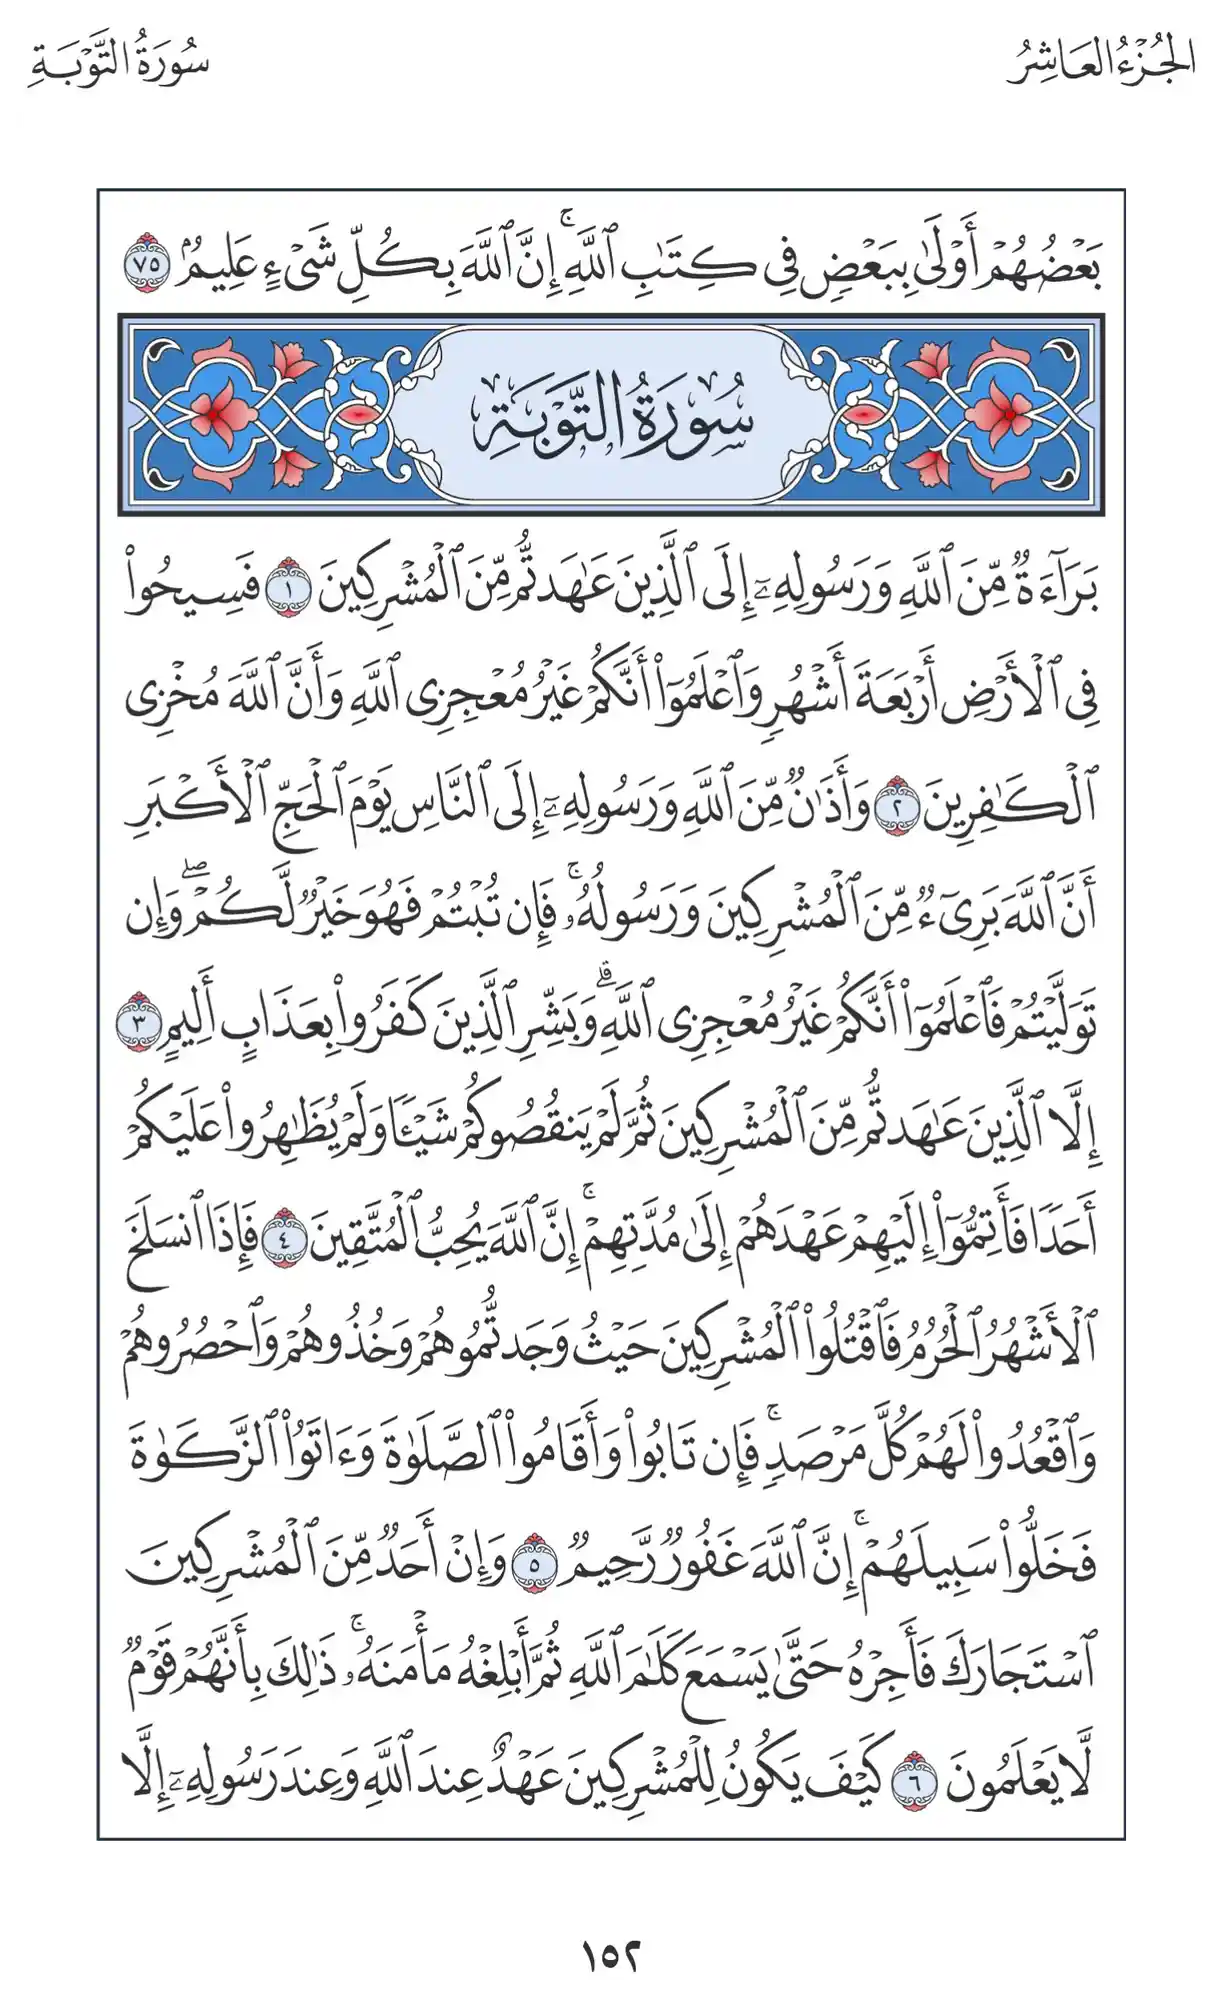 الجُزْءُ العَاشِرُ
سُورَةُ التَّوْبَةِ
بَعْضُهُمْ أَوْلَىٰ بِبَعْضٍ فِى كِتَٰبِ ٱللَّهِۚ إِنَّ ٱللَّهَ بِكُلِّ شَىْءٍ عَلِيمٌۢ ٧٥
سُورَةُ التَّوْبَةِ
بَرَآءَةٌ مِّنَ ٱللَّهِ وَرَسُولِهِۦٓ إِلَى ٱلَّذِينَ عَٰهَدتُّم مِّنَ ٱلْمُشْرِكِينَ ١ فَسِيحُوا۟
فِى ٱلْأَرْضِ أَرْبَعَةَ أَشْهُرٍ وَٱعْلَمُوٓا۟ أَنَّكُمْ غَيْرُ مُعْجِزِى ٱللَّهِ وَأَنَّ ٱللَّهَ مُخْزِى
ٱلْكَٰفِرِينَ ٢ وَأَذَٰنٌ مِّنَ ٱللَّهِ وَرَسُولِهِۦٓ إِلَى ٱلنَّاسِ يَوْمَ ٱلْحَجِّ ٱلْأَكْبَرِ
أَنَّ ٱللَّهَ بَرِىٓءٌ مِّنَ ٱلْمُشْرِكِينَ وَرَسُولُهُۥۚ فَإِن تُبْتُمْ فَهُوَ خَيْرٌ لَّكُمْۖ وَإِن
تَوَلَّيْتُمْ فَٱعْلَمُوٓا۟ أَنَّكُمْ غَيْرُ مُعْجِزِى ٱللَّهِۗ وَبَشِّرِ ٱلَّذِينَ كَفَرُوا۟ بِعَذَابٍ أَلِيمٍ ٣
إِلَّا ٱلَّذِينَ عَٰهَدتُّم مِّنَ ٱلْمُشْرِكِينَ ثُمَّ لَمْ يَنقُصُوكُمْ شَيْـًٔا وَلَمْ يُظَٰهِرُوا۟ عَلَيْكُمْ
أَحَدًا فَأَتِمُّوٓا۟ إِلَيْهِمْ عَهْدَهُمْ إِلَىٰ مُدَّتِهِمْۚ إِنَّ ٱللَّهَ يُحِبُّ ٱلْمُتَّقِينَ ٤ فَإِذَا ٱنسَلَخَ
ٱلْأَشْهُرُ ٱلْحُرُمُ فَٱقْتُلُوا۟ ٱلْمُشْرِكِينَ حَيْثُ وَجَدتُّمُوهُمْ وَخُذُوهُمْ وَٱحْصُرُوهُمْ
وَٱقْعُدُوا۟ لَهُمْ كُلَّ مَرْصَدٍۚ فَإِن تَابُوا۟ وَأَقَامُوا۟ ٱلصَّلَوٰةَ وَءَاتَوُا۟ ٱلزَّكَوٰةَ
فَخَلُّوا۟ سَبِيلَهُمْۚ إِنَّ ٱللَّهَ غَفُورٌ رَّحِيمٌ ٥ وَإِنْ أَحَدٌ مِّنَ ٱلْمُشْرِكِينَ
ٱسْتَجَارَكَ فَأَجِرْهُ حَتَّىٰ يَسْمَعَ كَلَٰمَ ٱللَّهِ ثُمَّ أَبْلِغْهُ مَأْمَنَهُۥۚ ذَٰلِكَ بِأَنَّهُمْ قَوْمٌ
لَّا يَعْلَمُونَ ٦ كَيْفَ يَكُونُ لِلْمُشْرِكِينَ عَهْدٌ عِندَ ٱللَّهِ وَعِندَ رَسُولِهِۦٓ إِلَّا
١٥٢